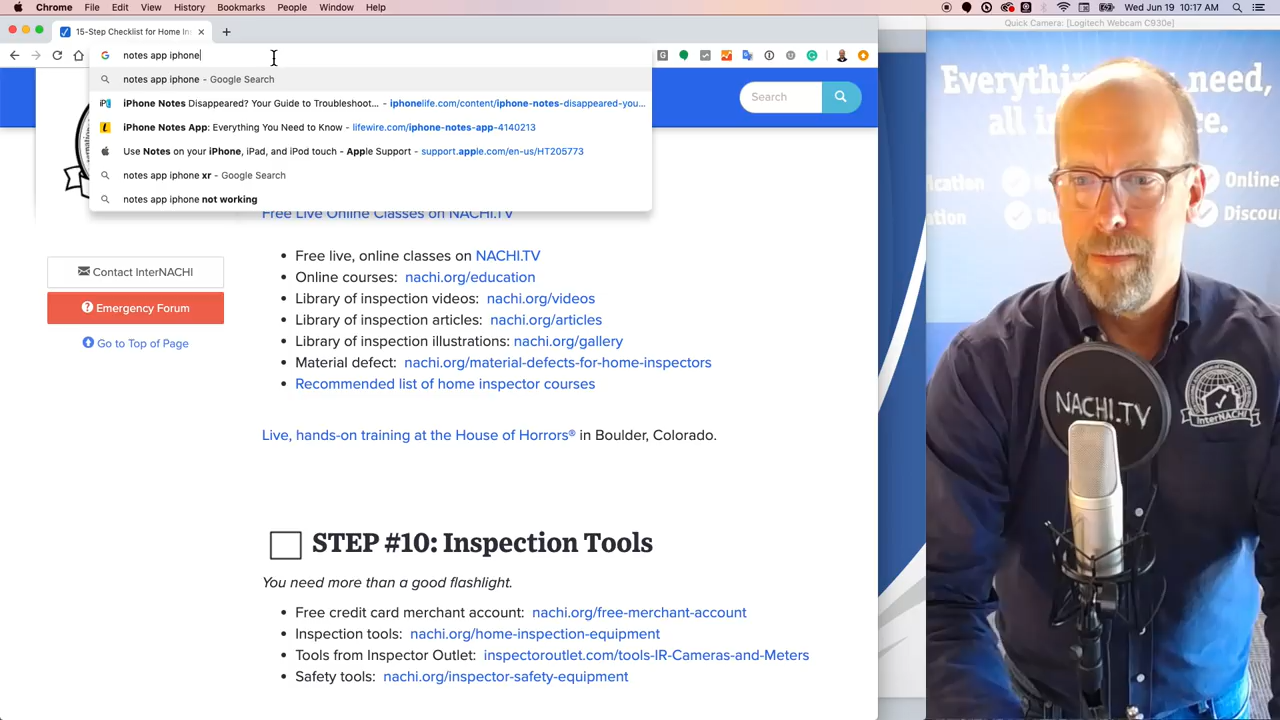 Chrome File Edit View History Bookmarks People Window Help
Wed Jun 19 10:17 AM
15-Step Checklist for Home In
Quick Camera: [Logitech Webcam C930e]
notes app iphone
notes app iphone - Google Search
iPhone Notes Disappeared? Your Guide to Troubleshoot... - iphonelife.com/content/iphone-notes-disappeared-you...
iPhone Notes App: Everything You Need to Know - lifewire.com/iphone-notes-app-4140213
Use Notes on your iPhone, iPad, and iPod touch - Apple Support - support.apple.com/en-us/HT205773
notes app iphone xr - Google Search
notes app iphone not working
Search
Free Live Online Classes on NACHI.TV
Contact InterNACHI
Emergency Forum
Go to Top of Page
• Free live, online classes on NACHI.TV
• Online courses: nachi.org/education
• Library of inspection videos: nachi.org/videos
• Library of inspection articles: nachi.org/articles
• Library of inspection illustrations: nachi.org/gallery
• Material defect: nachi.org/material-defects-for-home-inspectors
• Recommended list of home inspector courses
Live, hands-on training at the House of Horrors® in Boulder, Colorado.
STEP #10: Inspection Tools
You need more than a good flashlight.
• Free credit card merchant account: nachi.org/free-merchant-account
• Inspection tools: nachi.org/home-inspection-equipment
• Tools from Inspector Outlet: inspectoroutlet.com/tools-IR-Cameras-and-Meters
• Safety tools: nachi.org/inspector-safety-equipment
Everything need,
all in ce.
Online
NACHI.TV
InterNACHI